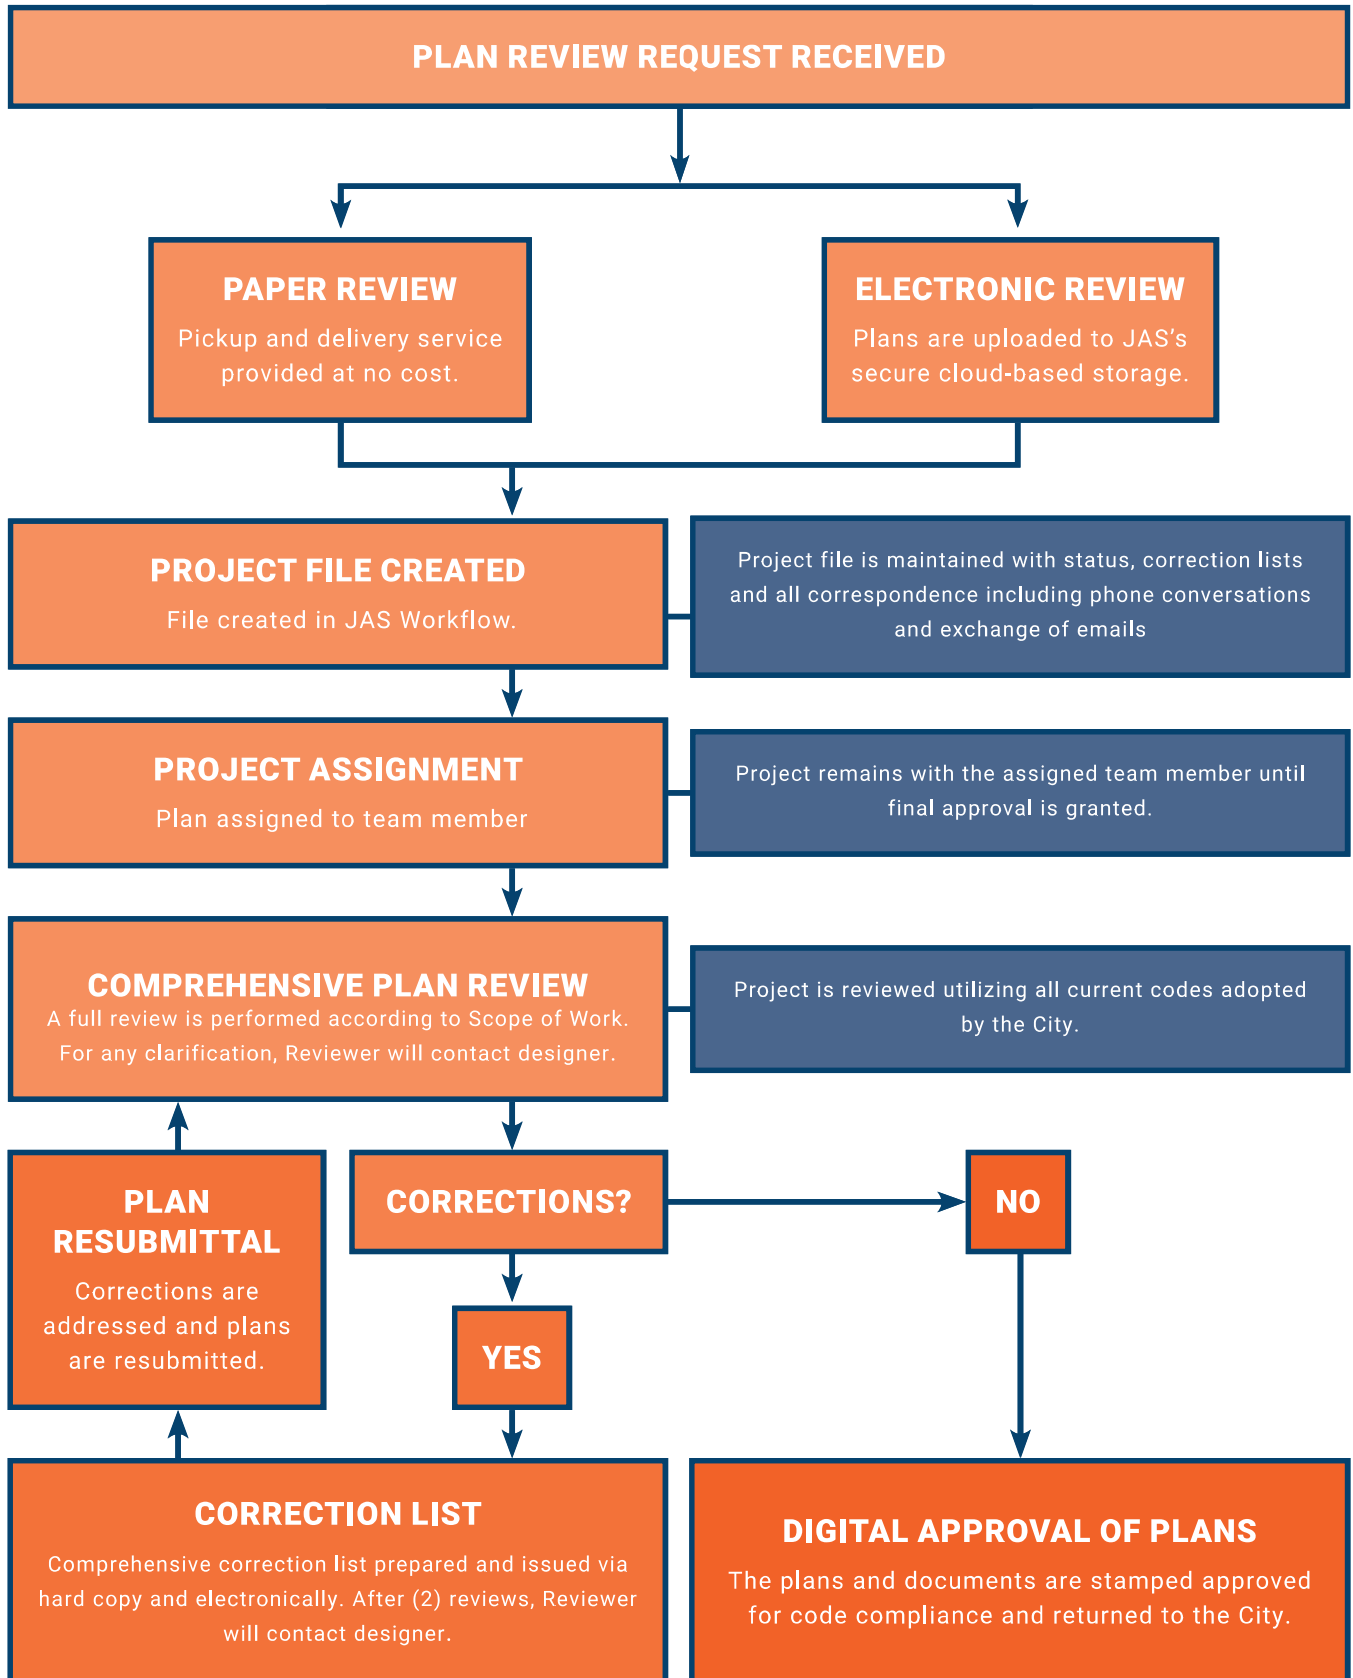 PLAN REVIEW REQUEST RECEIVED
PAPER REVIEW
Pickup and delivery service
provided at no cost.
ELECTRONIC REVIEW
Plans are uploaded to JAS’s
secure cloud-based storage.
PROJECT FILE CREATED
File created in JAS Workflow.
Project file is maintained with status, correction lists
and all correspondence including phone conversations
and exchange of emails
PROJECT ASSIGNMENT
Plan assigned to team member
Project remains with the assigned team member until
final approval is granted.
COMPREHENSIVE PLAN REVIEW
A full review is performed according to Scope of Work.
For any clarification, Reviewer will contact designer.
Project is reviewed utilizing all current codes adopted
by the City.
PLAN
RESUBMITTAL
Corrections are
addressed and plans
are resubmitted.
CORRECTIONS?
NO
YES
CORRECTION LIST
Comprehensive correction list prepared and issued via
hard copy and electronically. After (2) reviews, Reviewer
will contact designer.
DIGITAL APPROVAL OF PLANS
The plans and documents are stamped approved
for code compliance and returned to the City.